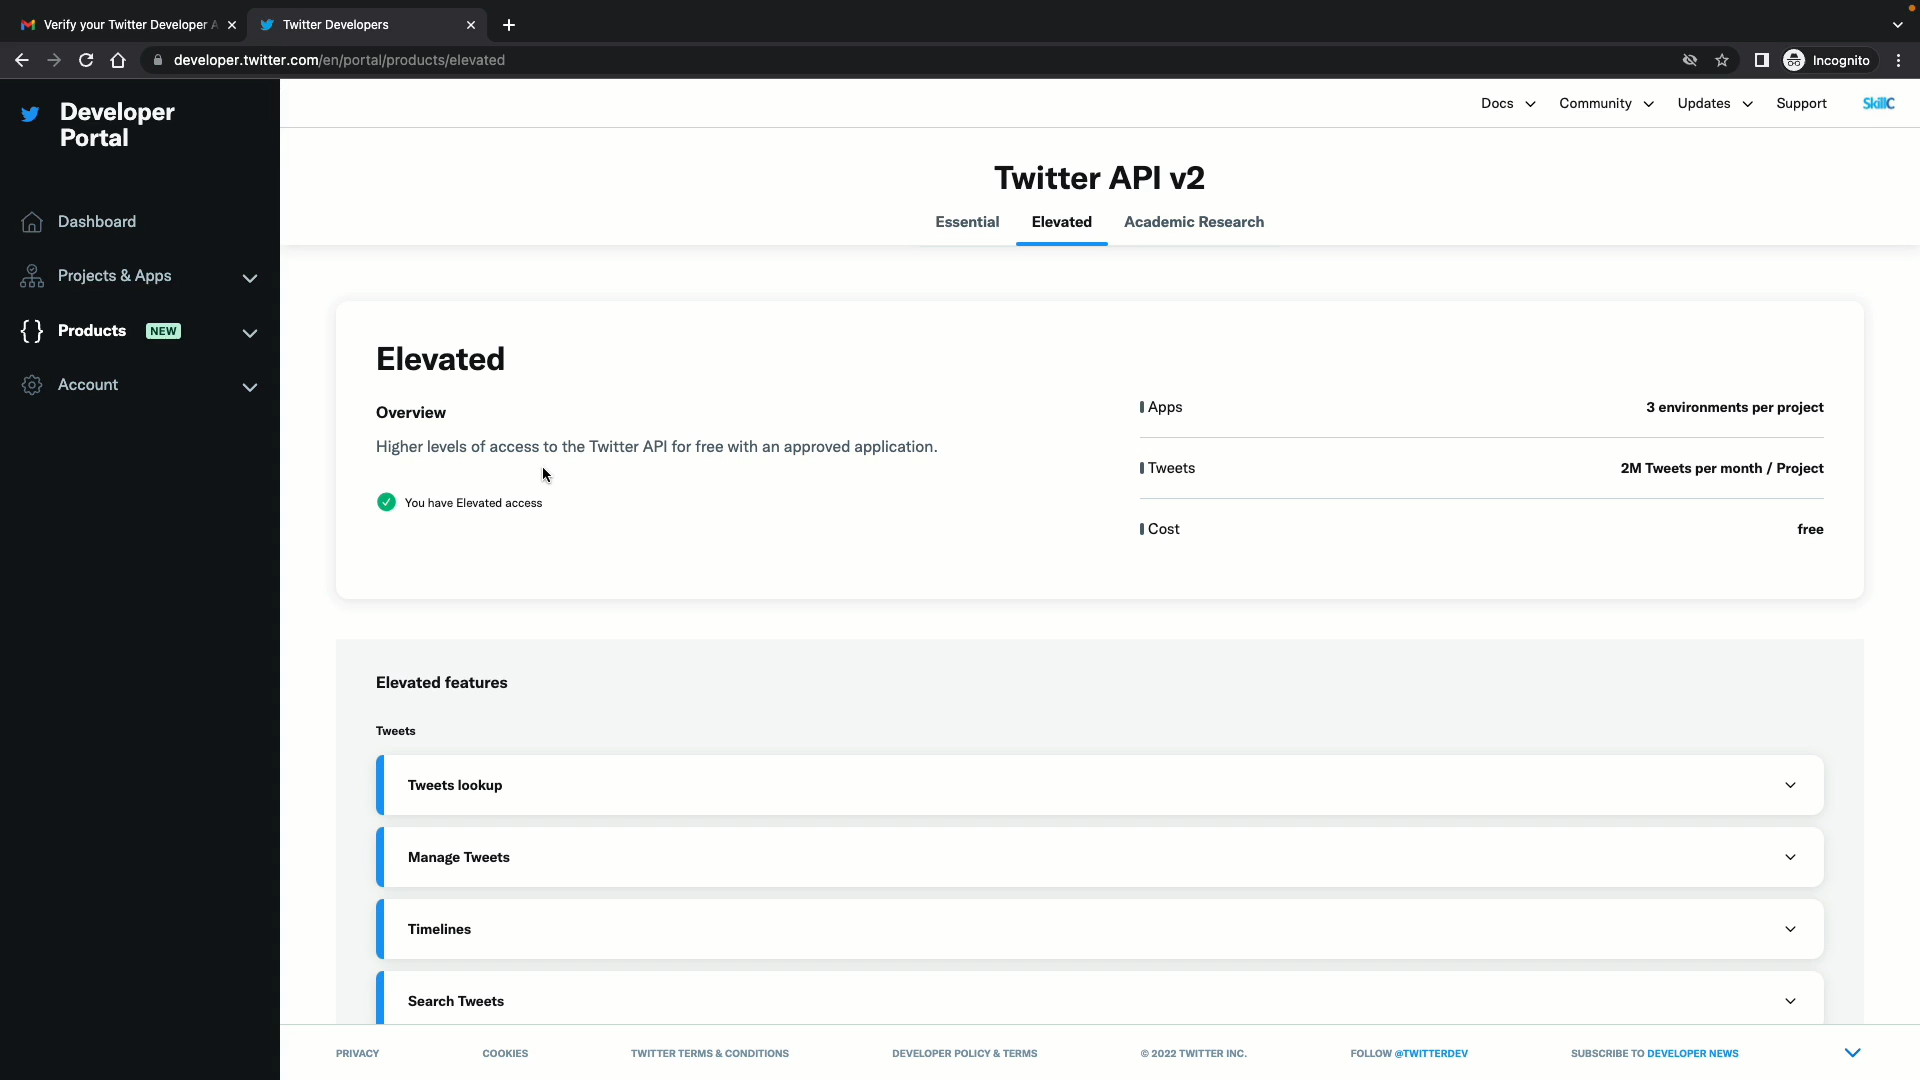 Verify your Twitter Developer A
Twitter Developers
developer.twitter.com/en/portal/products/elevated
Incognito
Developer
Portal
Docs
Community
Updates
Support
SkillC
Dashboard
Projects & Apps
Products NEW
Account
Twitter API v2
Essential
Elevated
Academic Research
Elevated
Overview
Higher levels of access to the Twitter API for free with an approved application.
You have Elevated access
Apps 3 environments per project
Tweets 2M Tweets per month / Project
Cost free
Elevated features
Tweets
Tweets lookup
Manage Tweets
Timelines
Search Tweets
PRIVACY
COOKIES
TWITTER TERMS & CONDITIONS
DEVELOPER POLICY & TERMS
© 2022 TWITTER INC.
FOLLOW @TWITTERDEV
SUBSCRIBE TO DEVELOPER NEWS